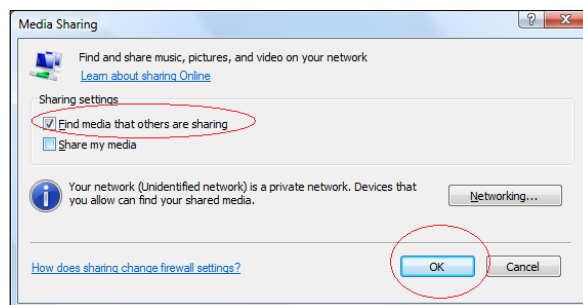 Media Sharing
Find and share music, pictures, and video on your network
Learn about sharing Online
Sharing settings
Find media that others are sharing
Share my media
Your network (Unidentified network) is a private network. Devices that
you allow can find your shared media.
Networking...
How does sharing change firewall settings?
OK
Cancel